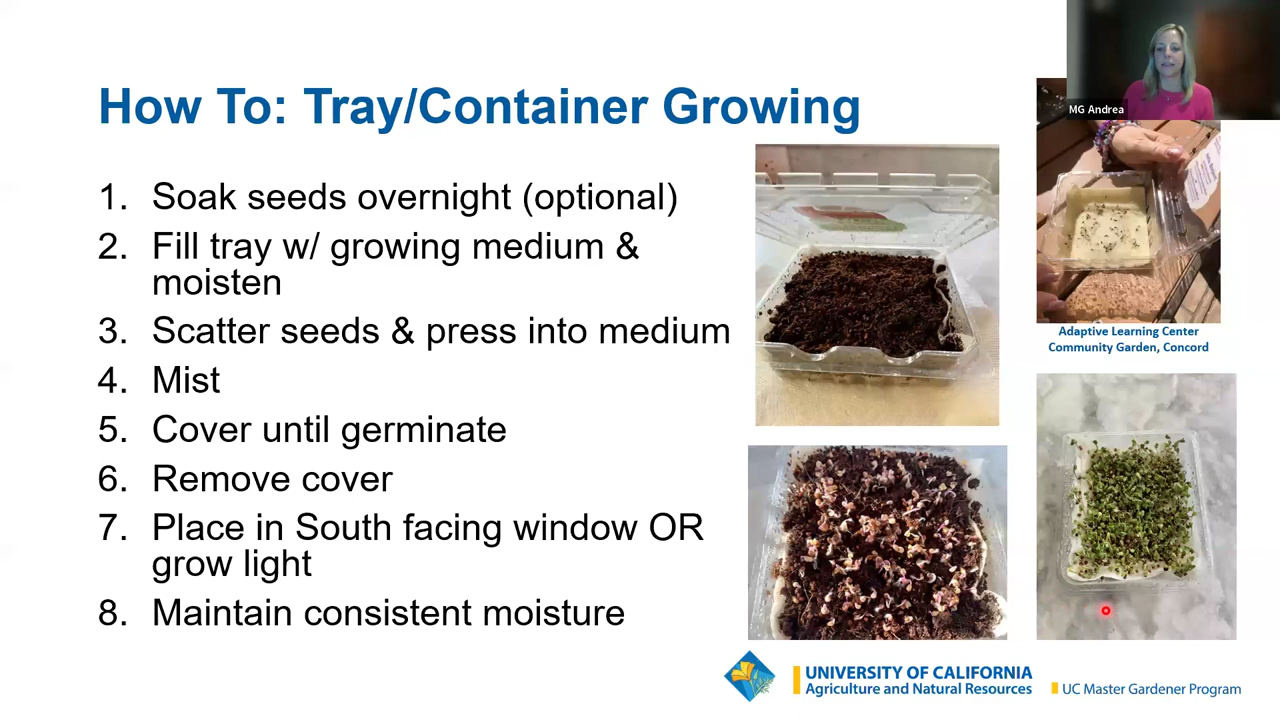 MG Andrea
How To: Tray/Container Growing
1. Soak seeds overnight (optional)
2. Fill tray w/ growing medium &
moisten
3. Scatter seeds & press into medium
4. Mist
5. Cover until germinate
6. Remove cover
7. Place in South facing window OR
grow light
8. Maintain consistent moisture
Adaptive Learning Center
Community Garden, Concord
UNIVERSITY OF CALIFORNIA
Agriculture and Natural Resources
UC Master Gardener Program